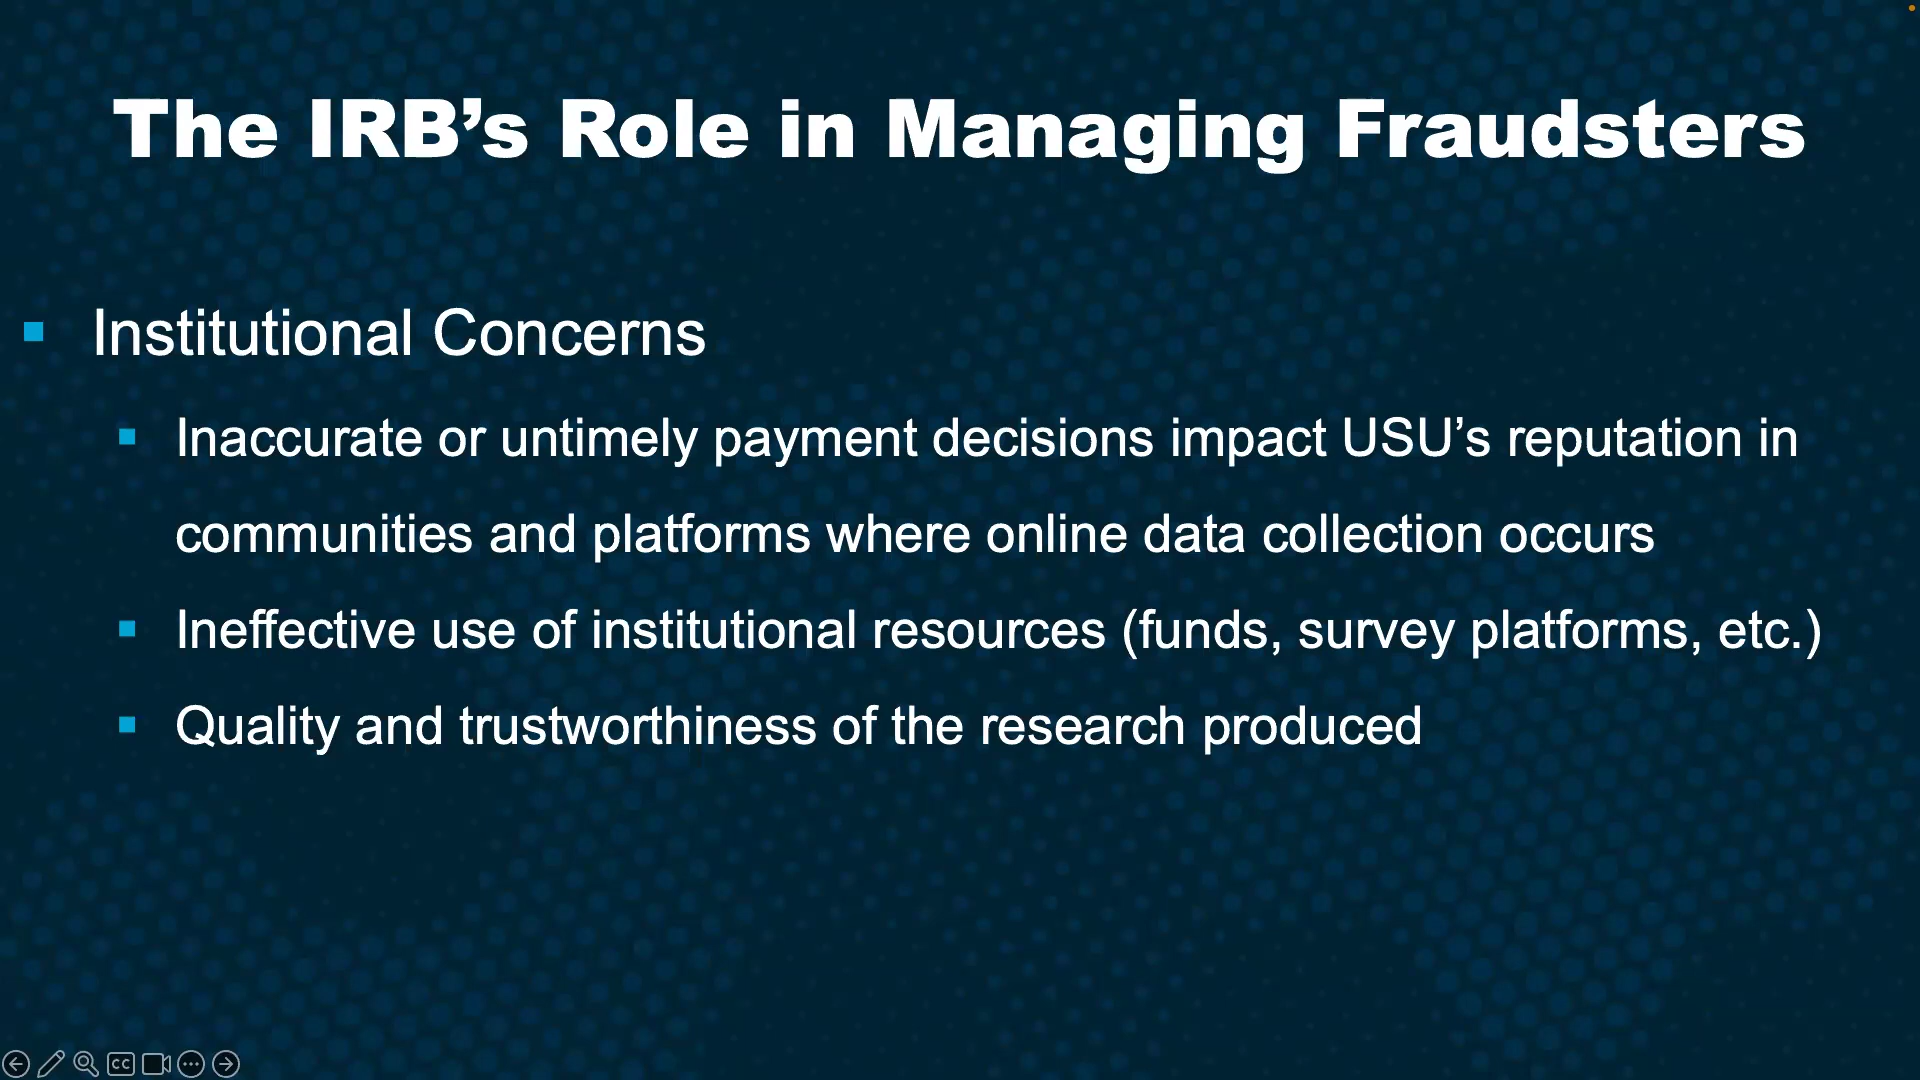 The IRB’s Role in Managing Fraudsters
Institutional Concerns
Inaccurate or untimely payment decisions impact USU’s reputation in
communities and platforms where online data collection occurs
Ineffective use of institutional resources (funds, survey platforms, etc.)
Quality and trustworthiness of the research produced
CC